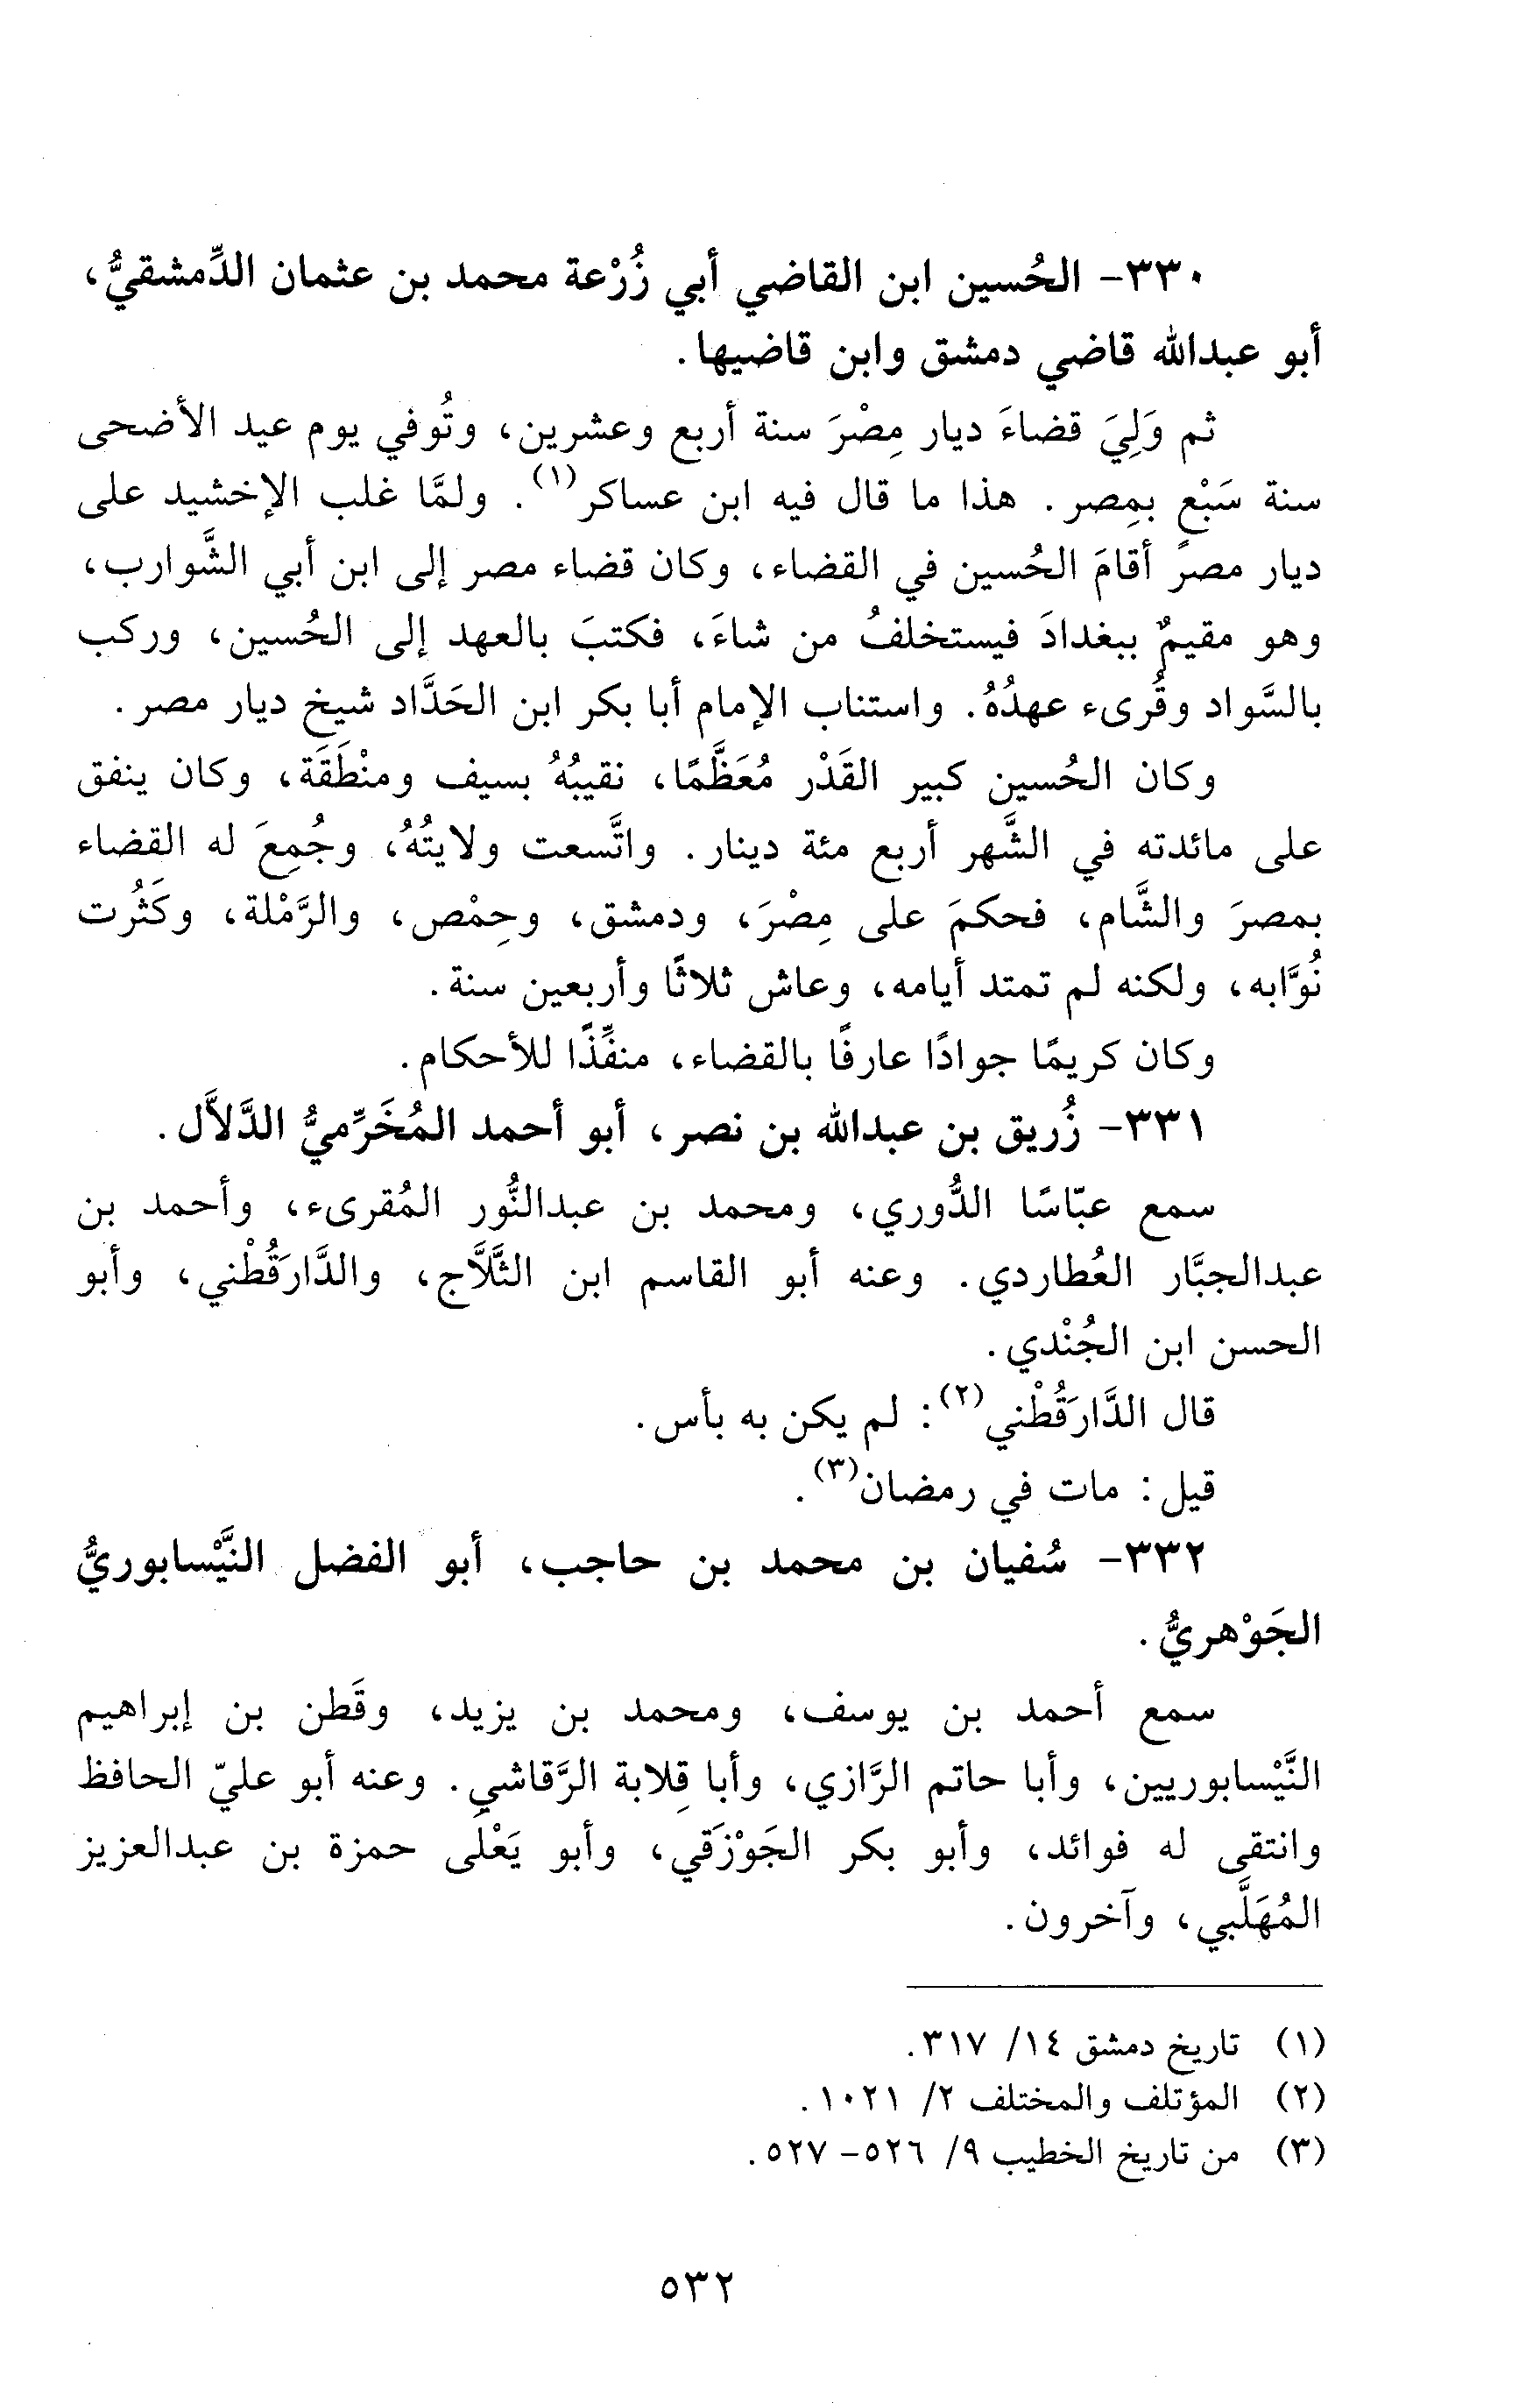 ٣٣٠- الحُسين ابن القاضي أبي زُرْعة محمد بن عثمان الدِّمشقيُّ،
أبو عبدالله قاضي دمشق وابن قاضيها.
ثم وَلِيَ قضاءَ ديار مِصْرَ سنة أربع وعشرين، وتُوفي يوم عيد الأضحى
سنة سَبْعٍ بمِصر. هذا ما قال فيه ابن عساكر(١). ولمَّا غلب الإخشيد على
ديار مصر أقامَ الحُسين في القضاء، وكان قضاء مصر إلى ابن أبي الشَّوارب،
وهو مقيمٌ ببغدادَ فيستخلفُ من شاءَ، فكتبَ بالعهد إلى الحُسين، وركب
بالسَّواد وقُرىء عهدُهُ. واستناب الإمام أبا بكر ابن الحَدَّاد شيخ ديار مصر.
وكان الحُسين كبير القَدْر مُعَظَّمًا، نقيبُهُ بسيف ومنْطَقَة، وكان ينفق
على مائدته في الشَّهر أربع مئة دينار. واتَّسعت ولايتُهُ، وجُمِعَ له القضاء
بمصرَ والشَّام، فحكمَ على مِصْرَ، ودمشق، وحِمْص، والرَّمْلة، وكَثُرت
نُوَّابه، ولكنه لم تمتد أيامه، وعاش ثلاثًا وأربعين سنة.
وكان كريمًا جوادًا عارفًا بالقضاء، منفِّذًا للأحكام.
٣٣١- زُريق بن عبدالله بن نصر، أبو أحمد المُخَرِّميُّ الدَّلاَّل.
سمع عبّاسًا الدُّوري، ومحمد بن عبدالنُّور المُقرىء، وأحمد بن
عبدالجبَّار العُطاردي. وعنه أبو القاسم ابن الثَّلاَّج، والدَّارَقُطْني، وأبو
الحسن ابن الجُنْدي.
قال الدَّارَقُطْني(٢): لم يكن به بأس.
قيل: مات في رمضان(٣).
٣٣٢- سُفيان بن محمد بن حاجب، أبو الفضل النَّيْسابوريُّ
الجَوْهريُّ.
سمع أحمد بن يوسف، ومحمد بن يزيد، وقَطن بن إبراهيم
النَّيْسابوريين، وأبا حاتم الرَّازي، وأبا قِلابة الرَّقاشي. وعنه أبو عليّ الحافظ
وانتقى له فوائد، وأبو بكر الجَوْزَقي، وأبو يَعْلَى حمزة بن عبدالعزيز
المُهَلَّبي، وآخرون.
(١) تاريخ دمشق ١٤/ ٣١٧.
(٢) المؤتلف والمختلف ٢/ ١٠٢١.
(٣) من تاريخ الخطيب ٩/ ٥٢٦- ٥٢٧.
٥٣٢